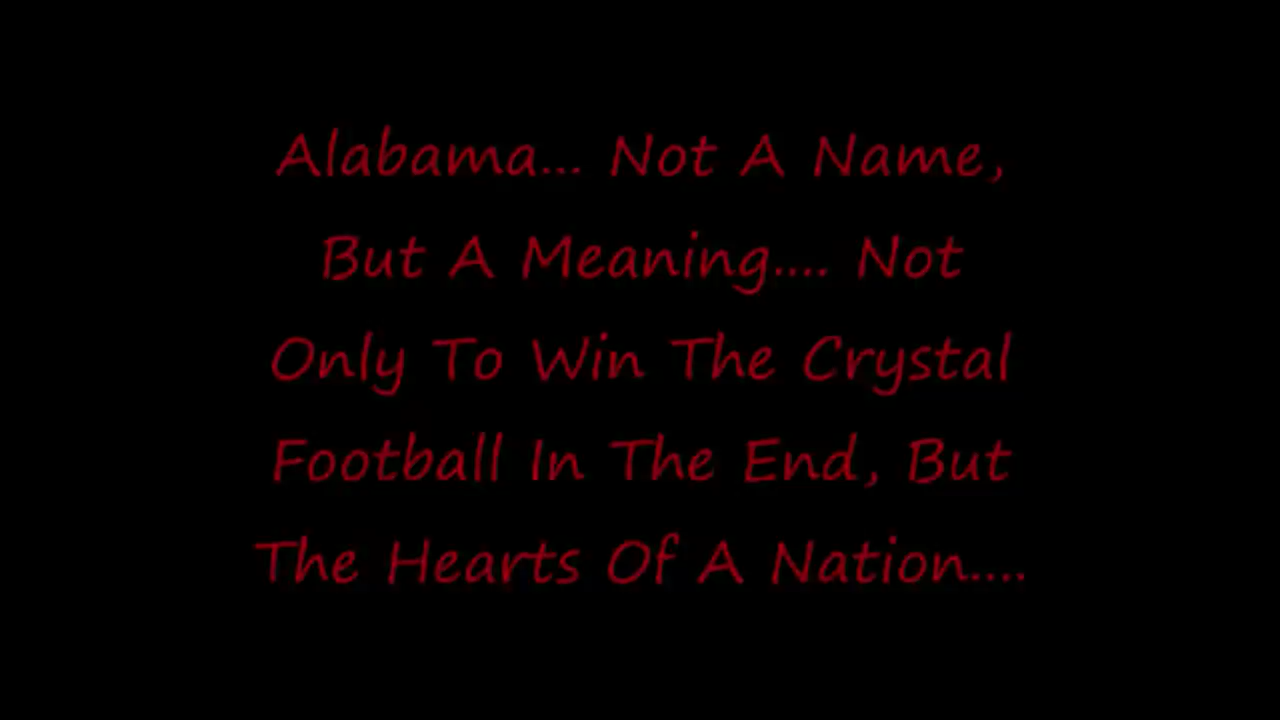 Alabama... Not A Name,
But A Meaning.... Not
Only To Win The Crystal
Football In The End, But
The Hearts Of A Nation....